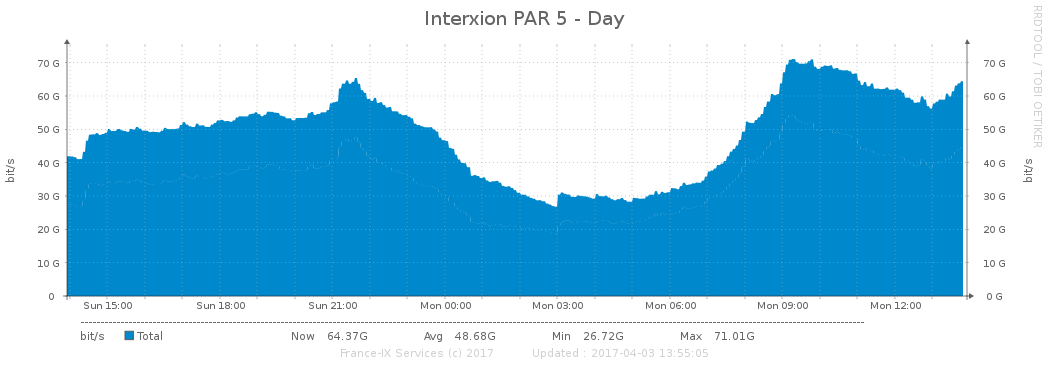 Interxion PAR 5 - Day
RRDTOOL / TOBI OETIKER
bit/s
70 G 70 G
60 G 60 G
50 G 50 G
40 G 40 G
30 G 30 G
20 G 20 G
10 G 10 G
0 0 G
bit/s
Sun 15:00 Sun 18:00 Sun 21:00 Mon 00:00 Mon 03:00 Mon 06:00 Mon 09:00 Mon 12:00
bit/s Total Now 64.37G Avg 48.68G Min 26.72G Max 71.01G
France-IX Services (c) 2017 Updated : 2017-04-03 13:55:05